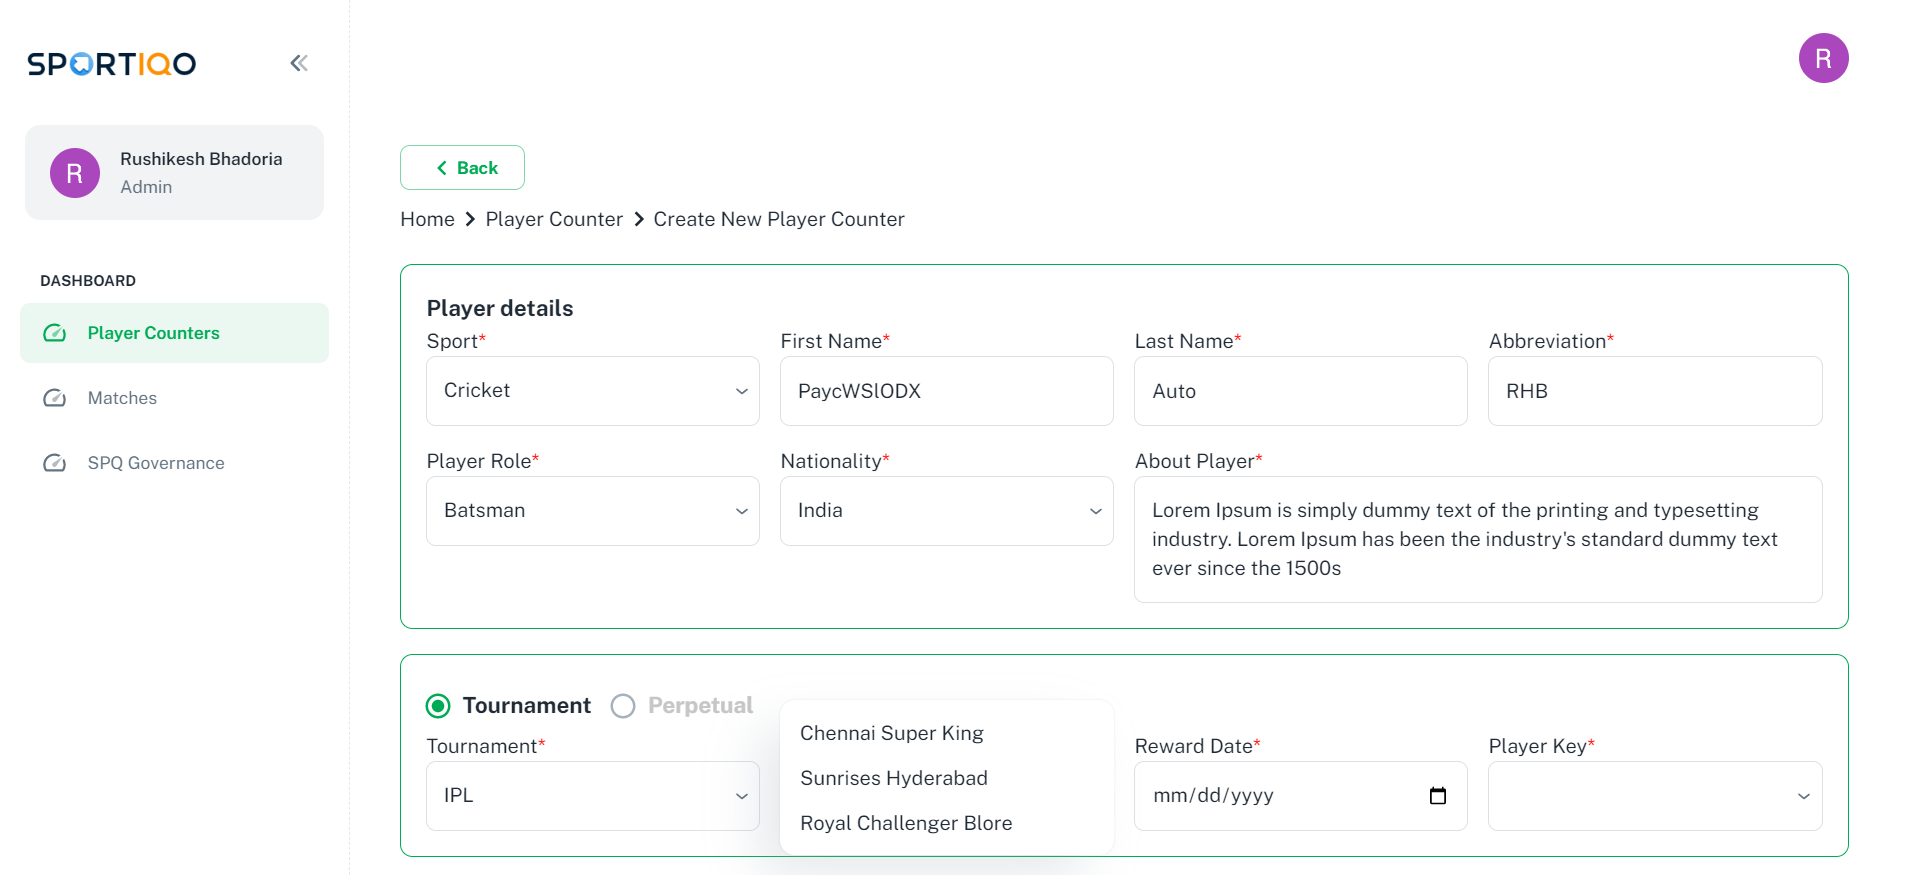 SPORTIQO
R
R
Rushikesh Bhadoria
Admin
DASHBOARD
Player Counters
Matches
SPQ Governance
Back
Home > Player Counter > Create New Player Counter
Player details
Sport* First Name* Last Name* Abbreviation*
Cricket PaycWSlODX Auto RHB
Player Role* Nationality* About Player*
Batsman India
Lorem Ipsum is simply dummy text of the printing and typesetting
industry. Lorem Ipsum has been the industry's standard dummy text
ever since the 1500s
Tournament Perpetual
Tournament*
IPL
Chennai Super King
Sunrises Hyderabad
Royal Challenger Blore
Reward Date* Player Key*
mm/dd/yyyy